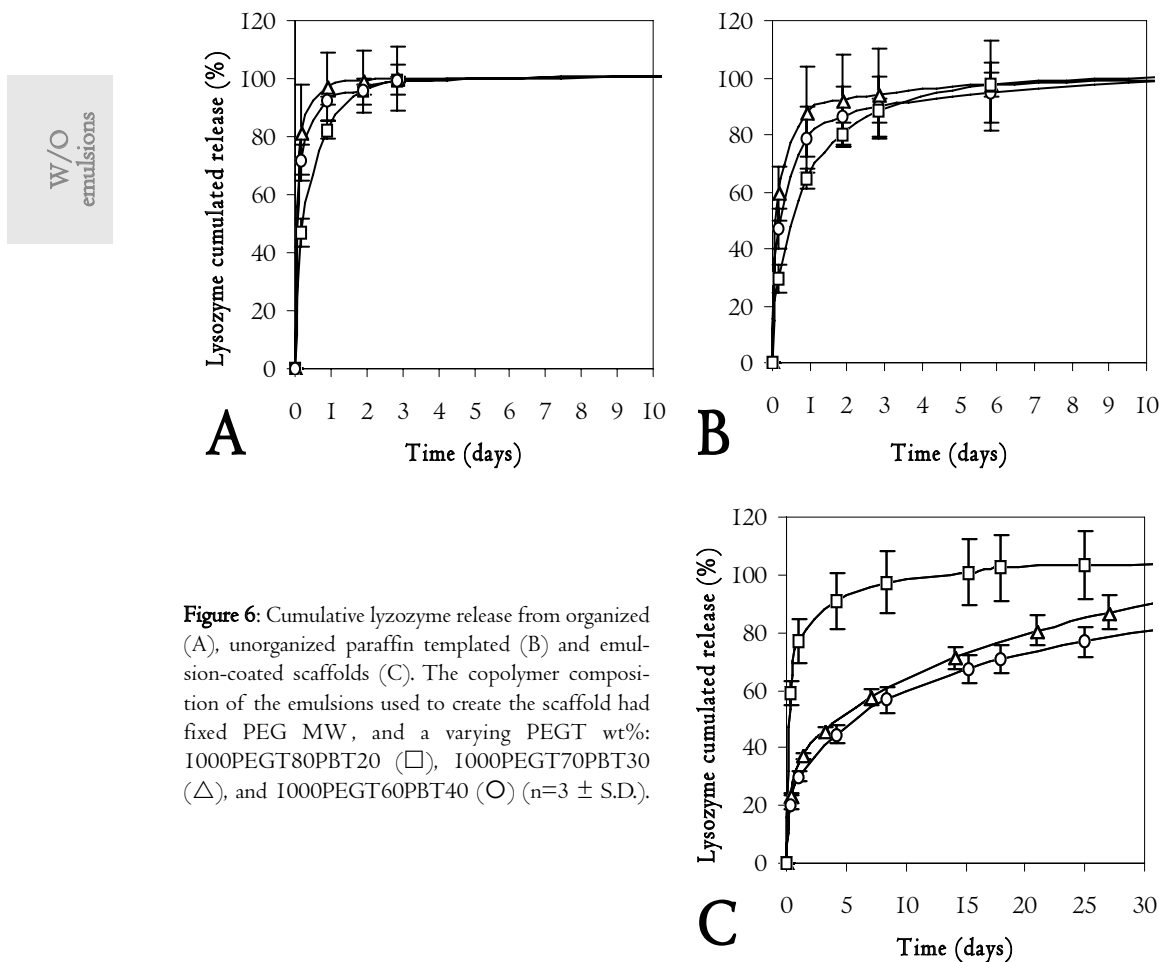 W/O
emulsions
Lysozyme cumulated release (%)
120
100
80
60
40
20
0
0 1 2 3 4 5 6 7 8 9 10
A
Time (days)
120
100
80
60
40
20
0
0 1 2 3 4 5 6 7 8 9 10
B
Time (days)
Figure 6: Cumulative lyzozyme release from organized
(A), unorganized paraffin templated (B) and emul-
sion-coated scaffolds (C). The copolymer composi-
tion of the emulsions used to create the scaffold had
fixed PEG MW, and a varying PEGT wt%:
1000PEGT80PBT20 (□), 1000PEGT70PBT30
(△), and 1000PEGT60PBT40 (○) (n=3 ± S.D.).
Lysozyme cumulated release (%)
120
100
80
60
40
20
0
0 5 10 15 20 25 30
C
Time (days)